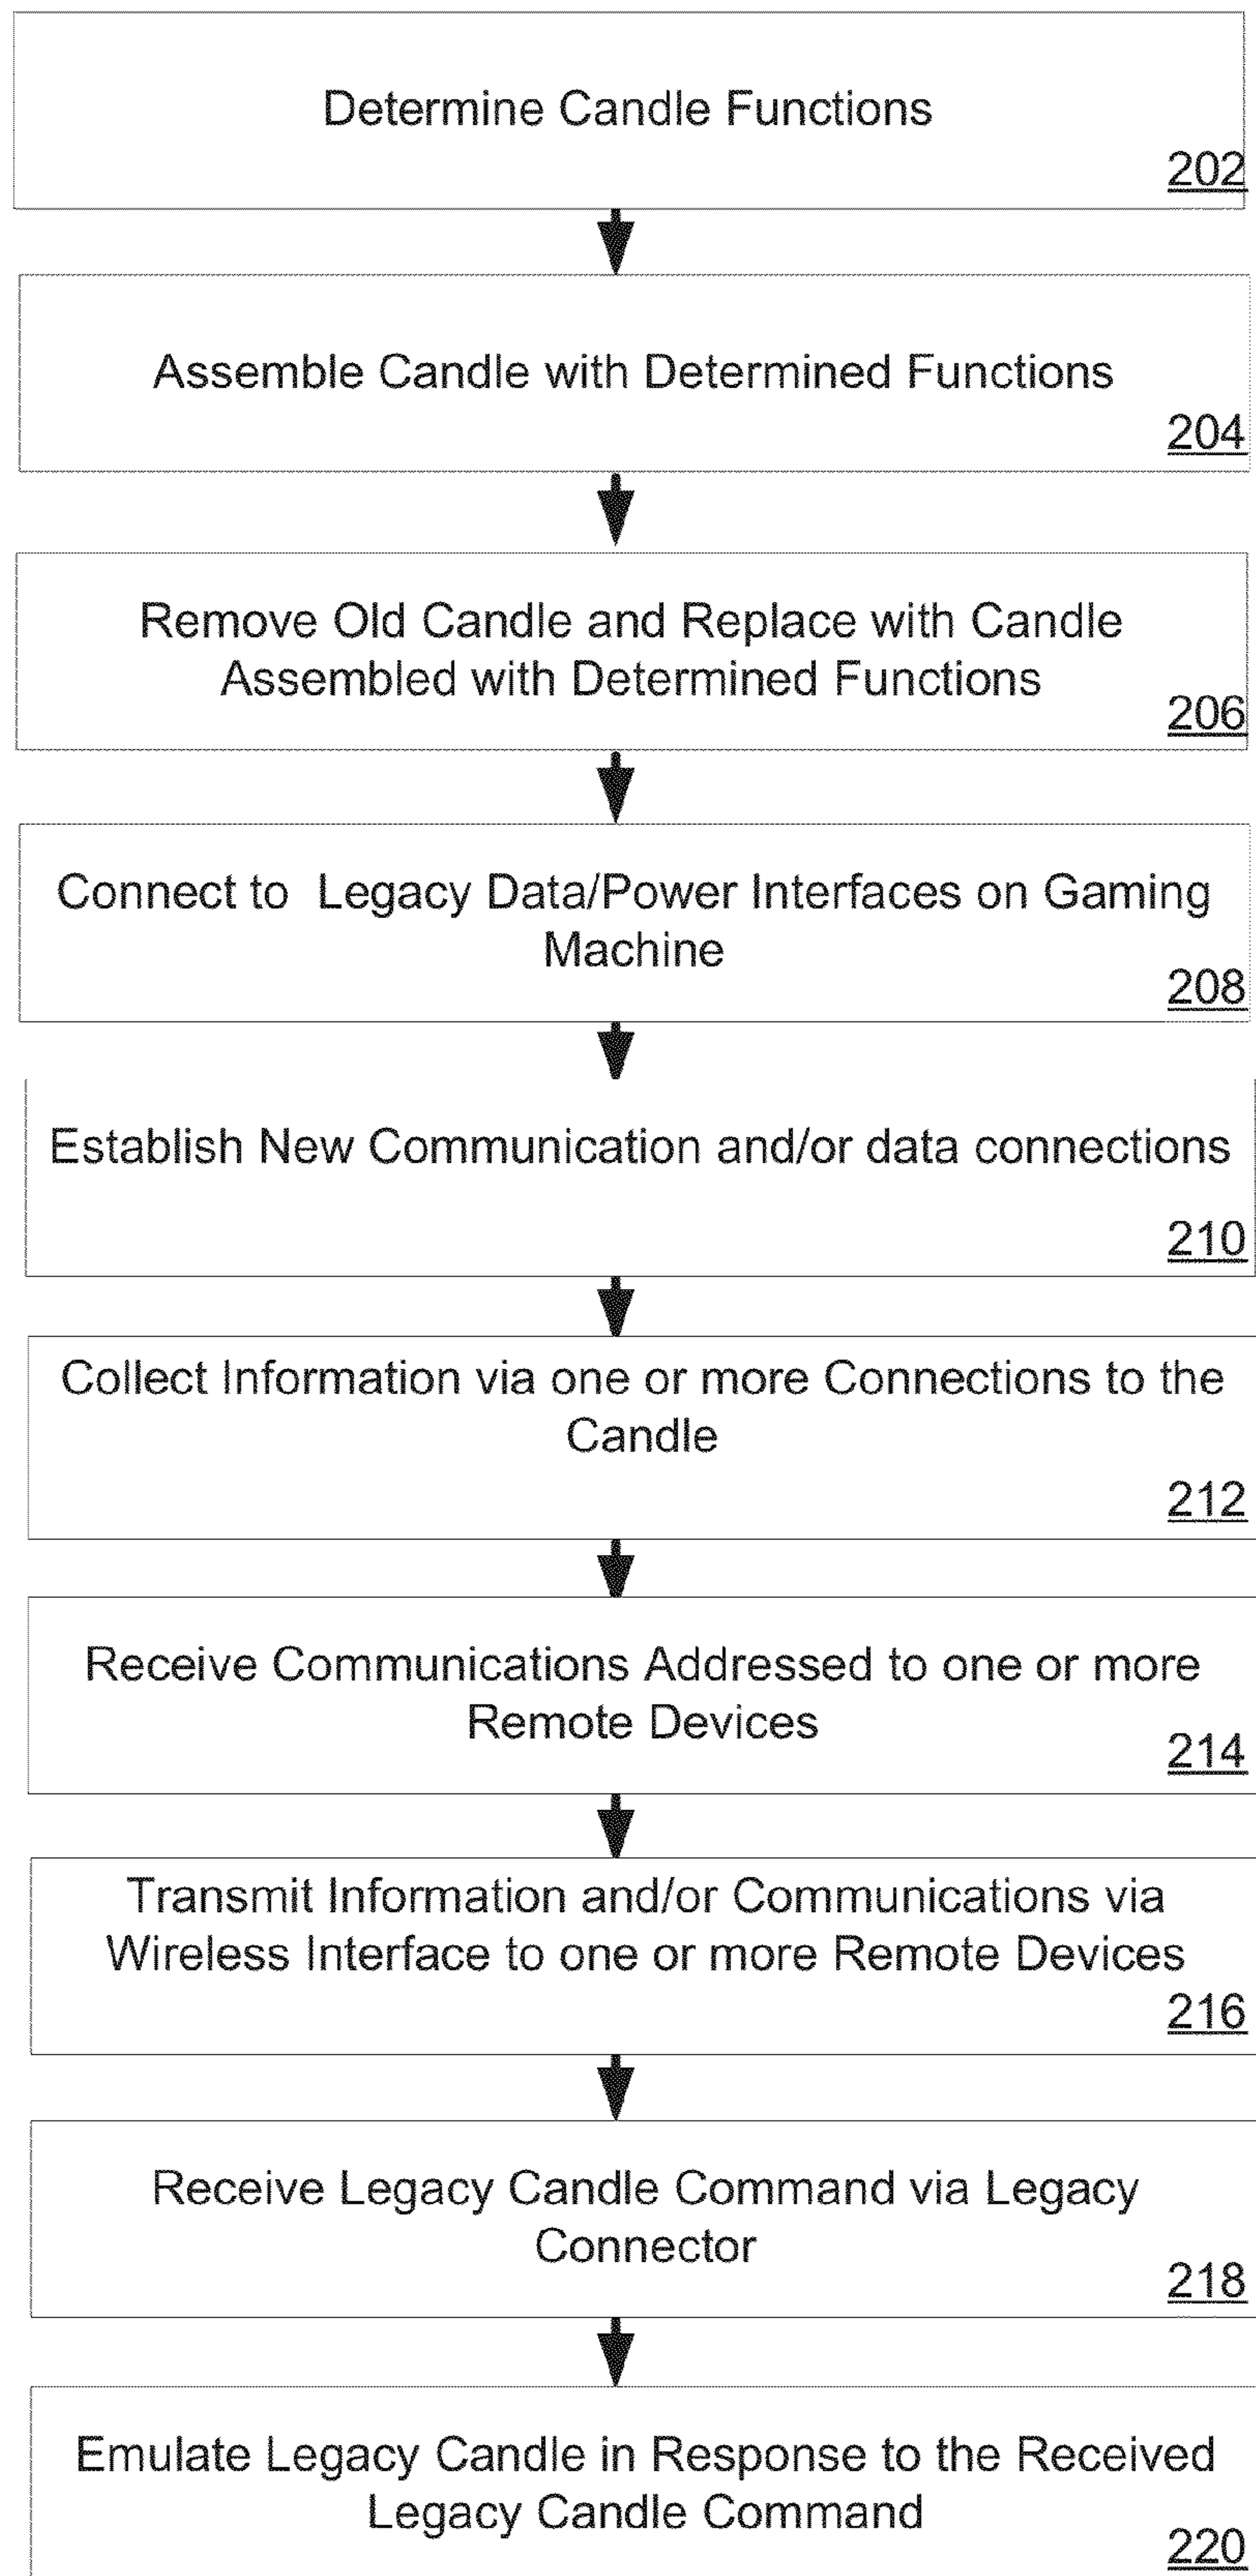 Determine Candle Functions
202
Assemble Candle with Determined Functions
204
Remove Old Candle and Replace with Candle
Assembled with Determined Functions
206
Connect to  Legacy Data/Power Interfaces on Gaming
Machine
208
Establish New Communication and/or data connections
210
Collect Information via one or more Connections to the
Candle
212
Receive Communications Addressed to one or more
Remote Devices
214
Transmit Information and/or Communications via
Wireless Interface to one or more Remote Devices
216
Receive Legacy Candle Command via Legacy
Connector
218
Emulate Legacy Candle in Response to the Received
Legacy Candle Command
220